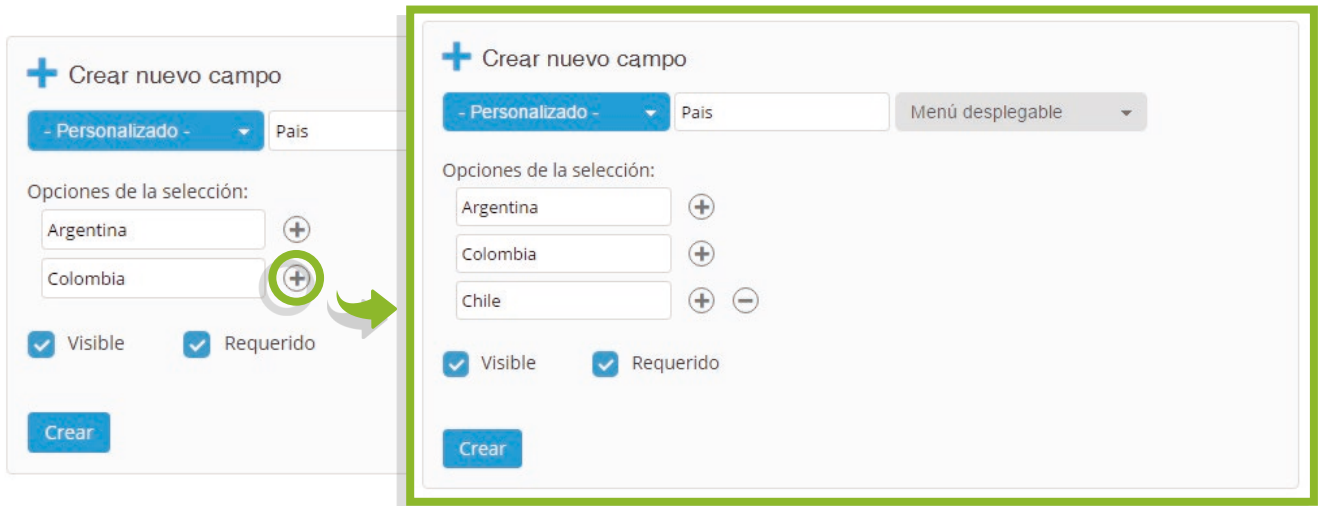 Crear nuevo campo
- Personalizado - Pais
Opciones de la selección:
Argentina
Colombia
Visible Requerido
Crear
Crear nuevo campo
- Personalizado - Pais Menú desplegable
Opciones de la selección:
Argentina
Colombia
Chile
Visible Requerido
Crear